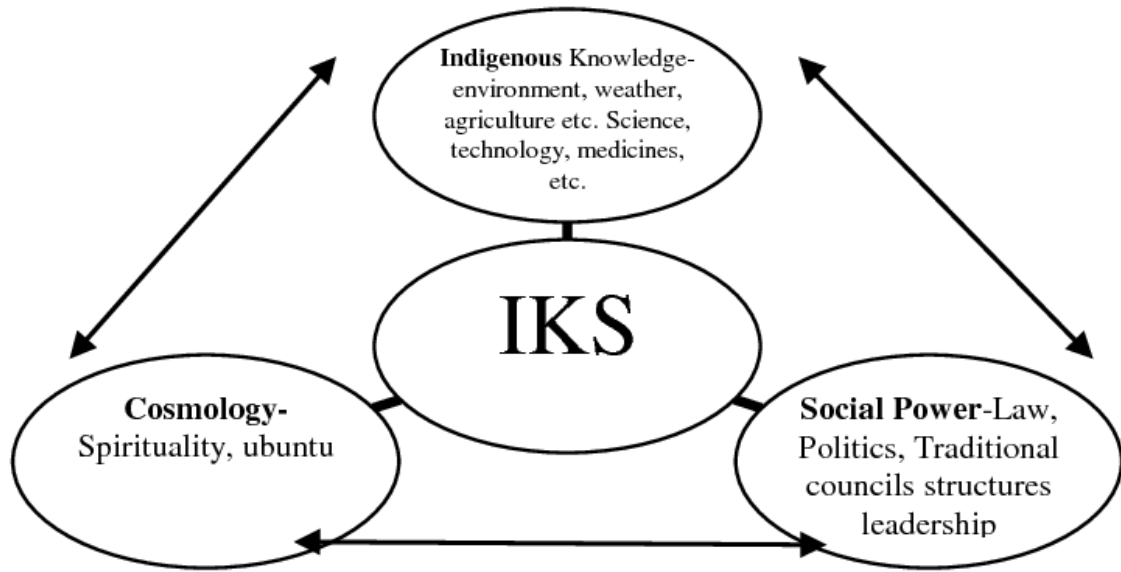 Indigenous Knowledge-
environment, weather,
agriculture etc. Science,
technology, medicines,
etc.
IKS
Cosmology-
Spirituality, ubuntu
Social Power-Law,
Politics, Traditional
councils structures
leadership